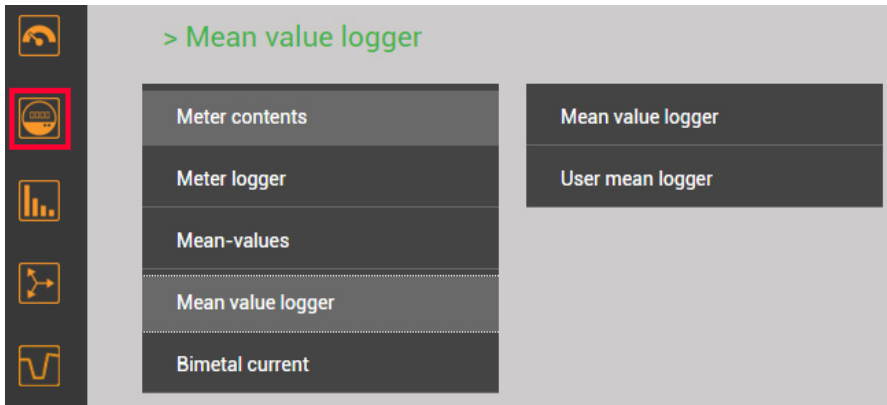 > Mean value logger
Meter contents
Meter logger
Mean-values
Mean value logger
Bimetal current
Mean value logger
User mean logger